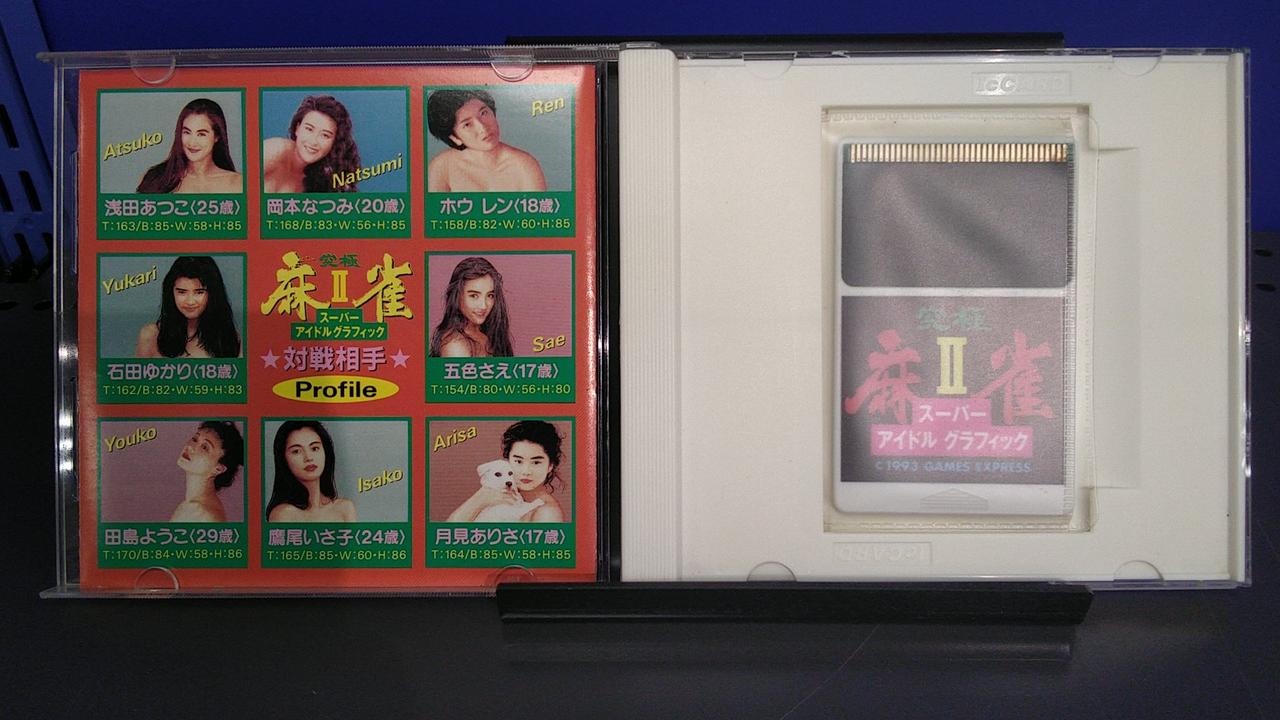 Atsuko
浅田あつこ〈25歳〉
T:163/B:85・W:58・H:85
Natsumi
岡本なつみ〈20歳〉
T:168/B:83・W:56・H:85
Ren
ホウ レン〈18歳〉
T:158/B:82・W:60・H:85
Yukari
石田ゆかり〈18歳〉
T:162/B:82・W:59・H:83
究極
麻II雀
スーパー
アイドルグラフィック
★対戦相手★
Profile
Sae
五色さえ〈17歳〉
T:154/B:80・W:56・H:80
Youko
田島ようこ〈29歳〉
T:170/B:84・W:58・H:86
Isako
鷹尾いさ子〈24歳〉
T:165/B:85・W:60・H:86
Arisa
月見ありさ〈17歳〉
T:164/B:85・W:58・H:85
IC CARD
究極
麻II雀
スーパー
アイドル グラフィック
©1993 GAMES EXPRESS
IC CARD